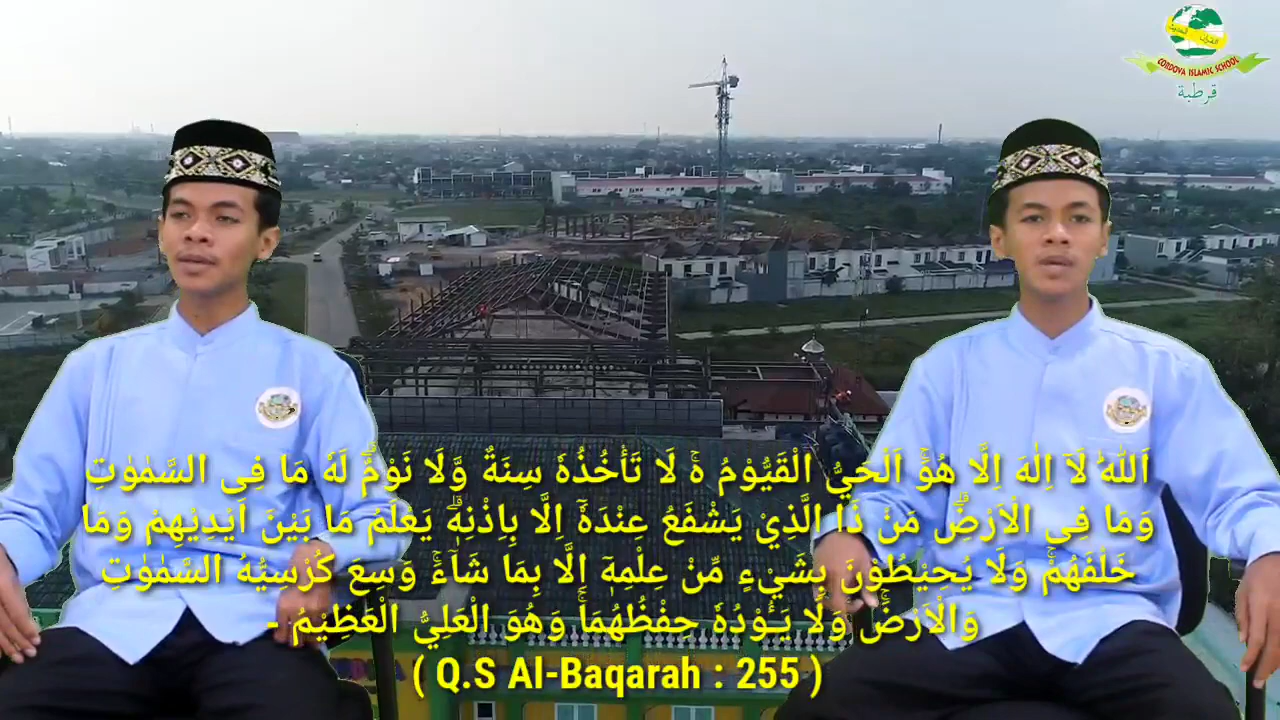 CORDOVA ISLAMIC SCHOOL
قرطبة
اَللّٰهُ لَآ اِلٰهَ اِلَّا هُوَۚ اَلْحَيُّ الْقَيُّوْمُ ەۚ لَا تَأْخُذُهٗ سِنَةٌ وَّلَا نَوْمٌۗ لَهٗ مَا فِى السَّمٰوٰتِ
وَمَا فِى الْاَرْضِۗ مَنْ ذَا الَّذِيْ يَشْفَعُ عِنْدَهٗٓ اِلَّا بِاِذْنِهٖۗ يَعْلَمُ مَا بَيْنَ اَيْدِيْهِمْ وَمَا
خَلْفَهُمْۚ وَلَا يُحِيْطُوْنَ بِشَيْءٍ مِّنْ عِلْمِهٖٓ اِلَّا بِمَا شَاۤءَۚ وَسِعَ كُرْسِيُّهُ السَّمٰوٰتِ
وَالْاَرْضَۚ وَلَا يَـُٔوْدُهٗ حِفْظُهُمَاۚ وَهُوَ الْعَلِيُّ الْعَظِيْمُ -
( Q.S Al-Baqarah : 255 )